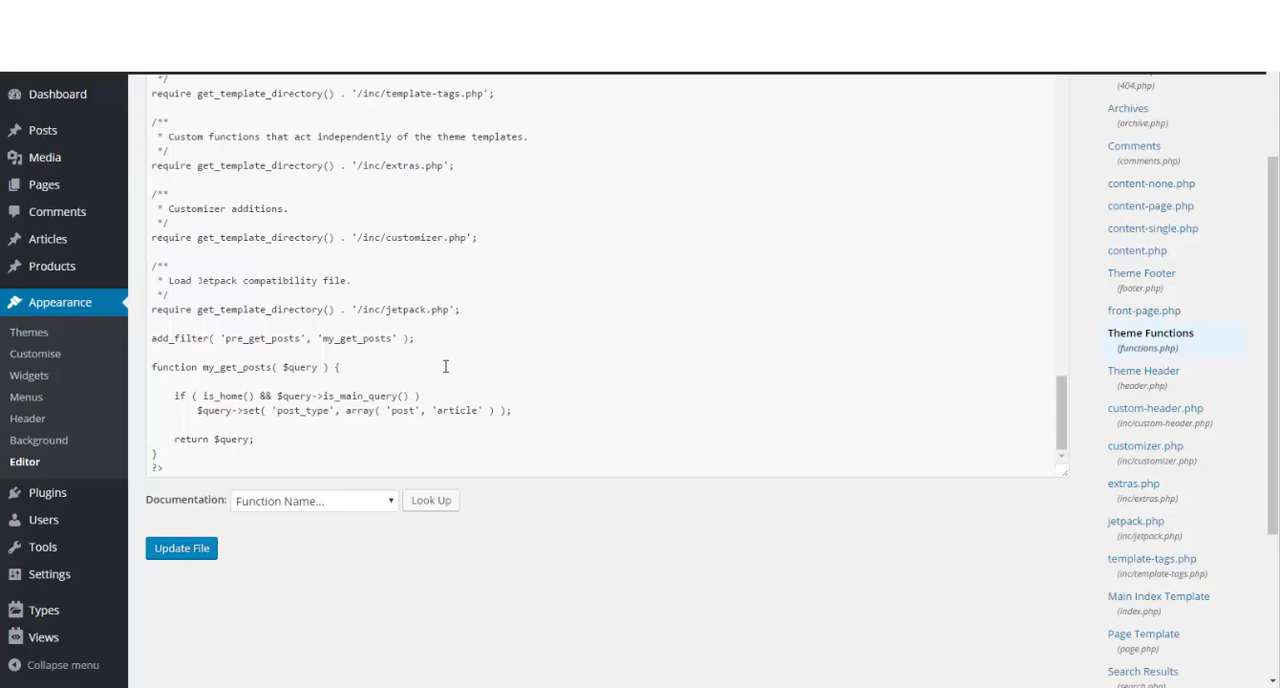 Dashboard
Posts
Media
Pages
Comments
Articles
Products
Appearance
Themes
Customise
Widgets
Menus
Header
Background
Editor
Plugins
Users
Tools
Settings
Types
Views
Collapse menu
*/
require get_template_directory() . '/inc/template-tags.php';
/**
* Custom functions that act independently of the theme templates.
*/
require get_template_directory() . '/inc/extras.php';
/**
* Customizer additions.
*/
require get_template_directory() . '/inc/customizer.php';
/**
* Load Jetpack compatibility file.
*/
require get_template_directory() . '/inc/jetpack.php';
add_filter( 'pre_get_posts', 'my_get_posts' );
function my_get_posts( $query ) {
if ( is_home() && $query->is_main_query() )
$query->set( 'post_type', array( 'post', 'article' ) );
return $query;
}
?>
Documentation: Function Name... Look Up
Update File
(404.php)
Archives
(archive.php)
Comments
(comments.php)
content-none.php
content-page.php
content-single.php
content.php
Theme Footer
(footer.php)
front-page.php
Theme Functions
(functions.php)
Theme Header
(header.php)
custom-header.php
(inc/custom-header.php)
customizer.php
(inc/customizer.php)
extras.php
(inc/extras.php)
jetpack.php
(inc/jetpack.php)
template-tags.php
(inc/template-tags.php)
Main Index Template
(index.php)
Page Template
(page.php)
Search Results
(search.php)